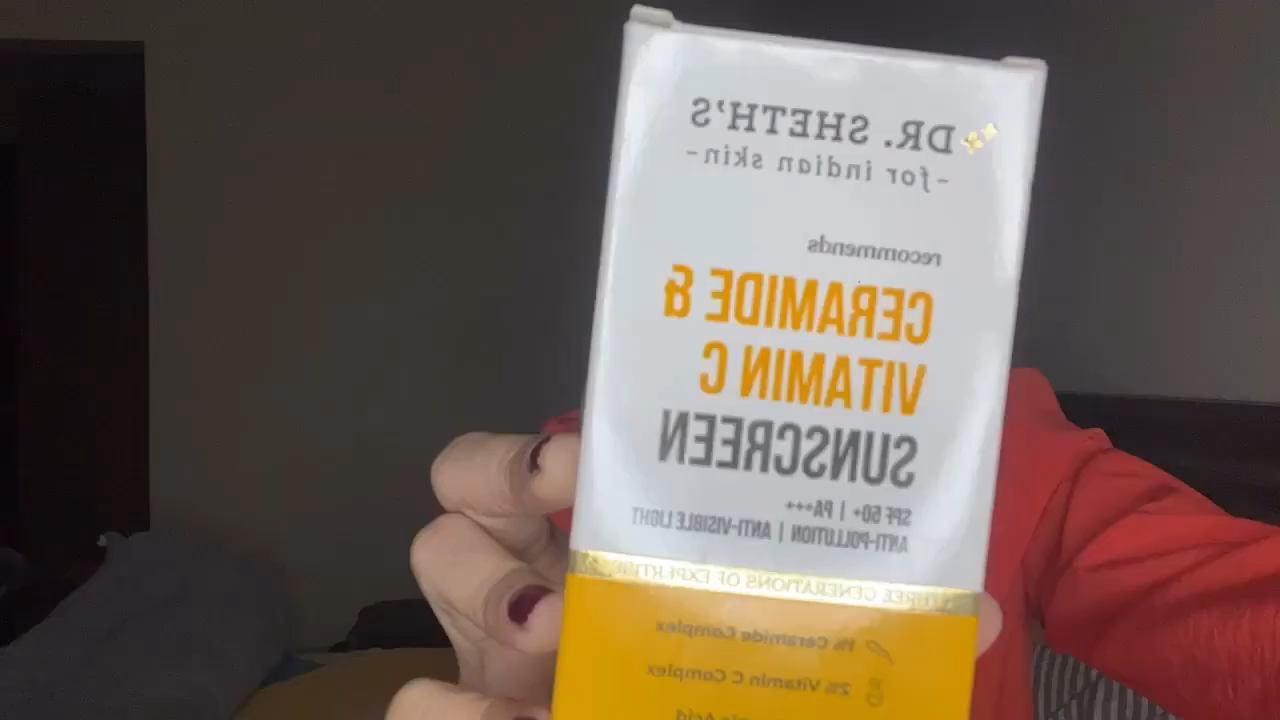 DR. SHETH'S
-for indian skin-
recommends
CERAMIDE &
VITAMIN C
SUNSCREEN
SPF 50+ | PA+++
ANTI-POLLUTION | ANTI-VISIBLE LIGHT
THREE GENERATIONS OF EXPERTISE
1% Ceramide Complex
2% Vitamin C Complex
Acid